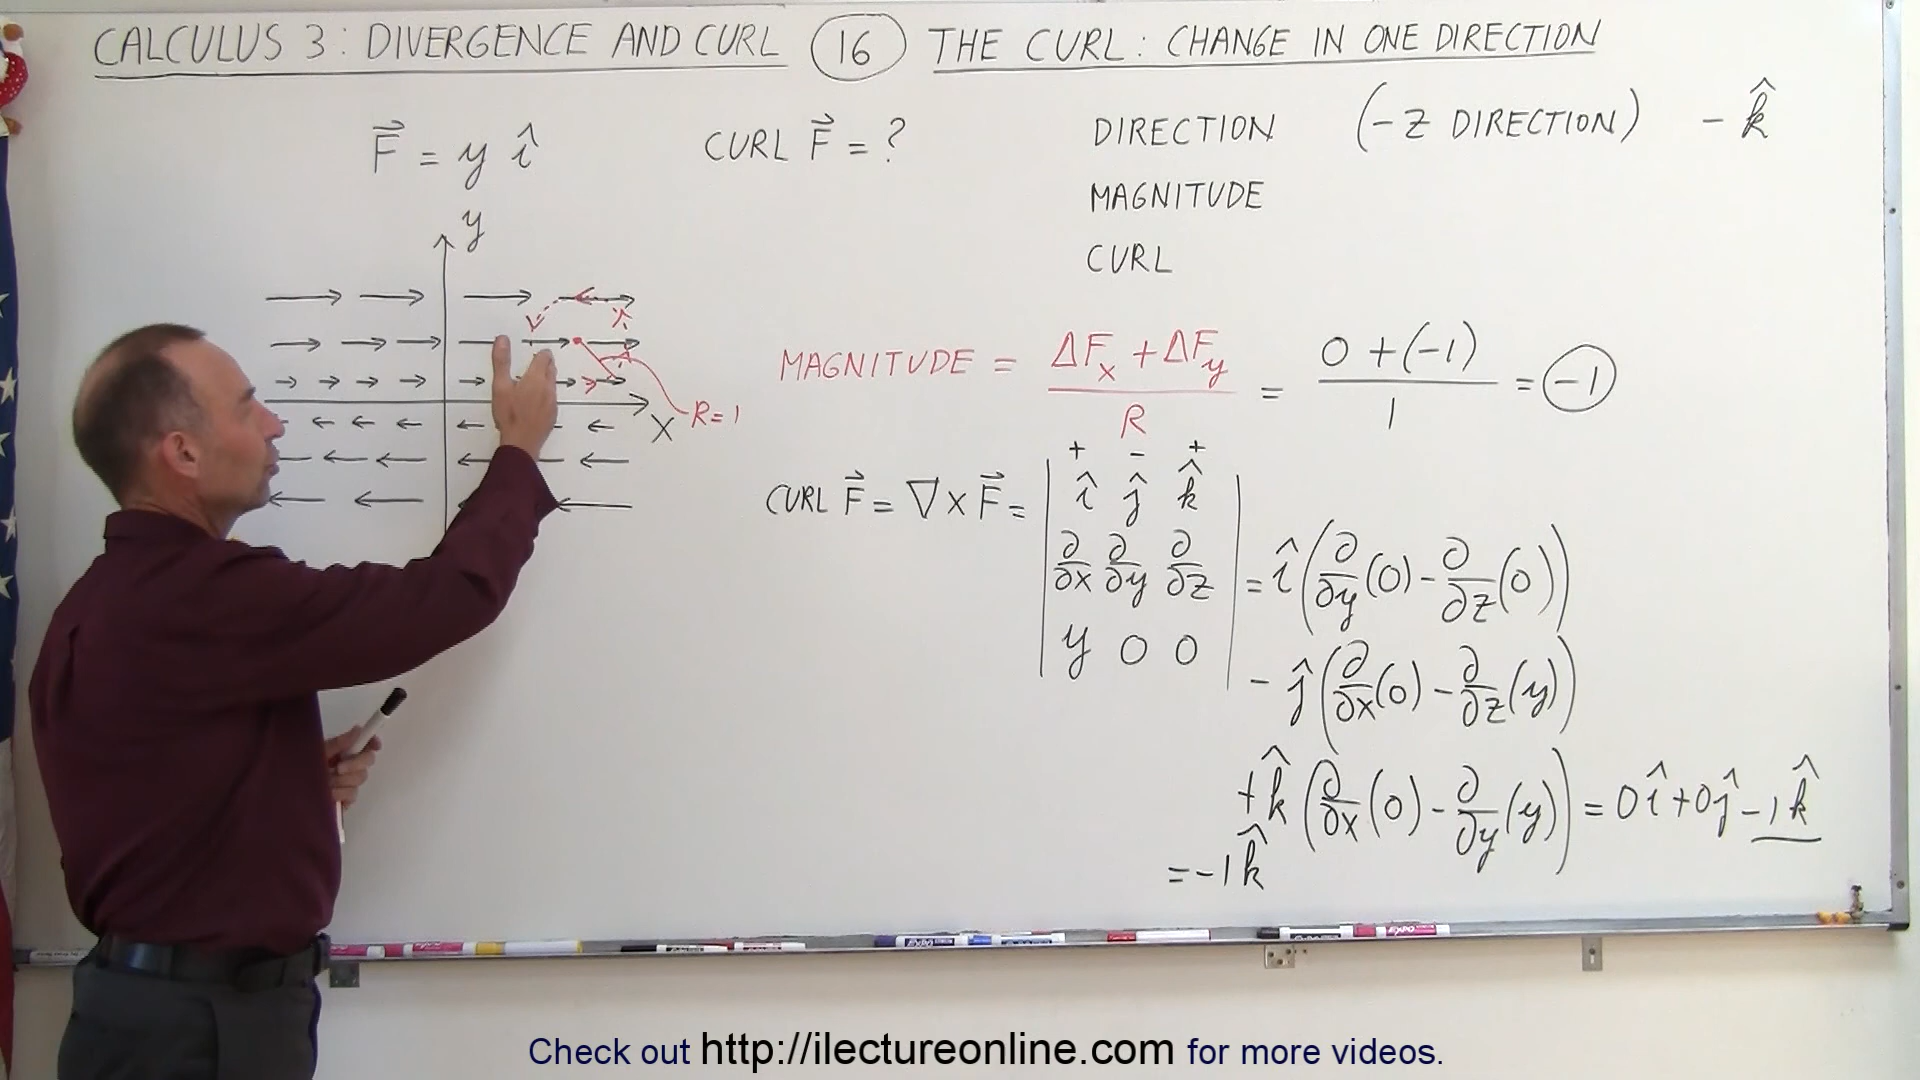 CALCULUS 3: DIVERGENCE AND CURL (16) THE CURL: CHANGE IN ONE DIRECTION
F⃗ = y î
CURL F⃗ = ?
DIRECTION (-Z DIRECTION) - k̂
MAGNITUDE
CURL
y
X
R=1
MAGNITUDE = (ΔFx + ΔFy)/R = (0 + (-1))/1 = -1
+ - +
CURL F⃗ = ∇ × F⃗ = | î ĵ k̂ |
| ∂/∂x ∂/∂y ∂/∂z | = î (∂/∂y (0) - ∂/∂z (0))
| y 0 0 |
- ĵ (∂/∂x (0) - ∂/∂z (y))
+ k̂ (∂/∂x (0) - ∂/∂y (y)) = 0î + 0ĵ - 1k̂
= -1k̂
EXPO
EXPO
Check out http://ilectureonline.com for more videos.